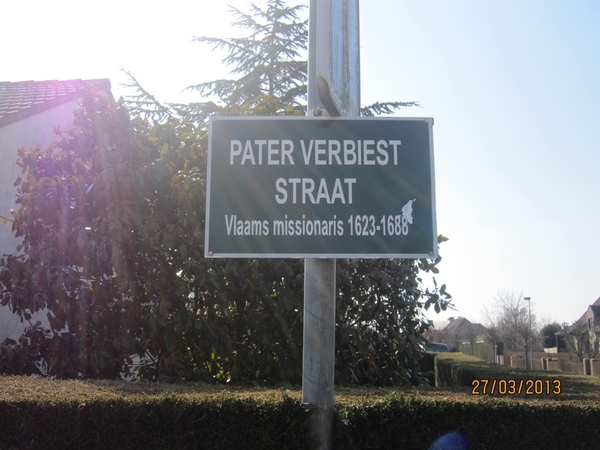 PATER VERBIEST
STRAAT
Vlaams missionaris 1623-1688
27/03/2013